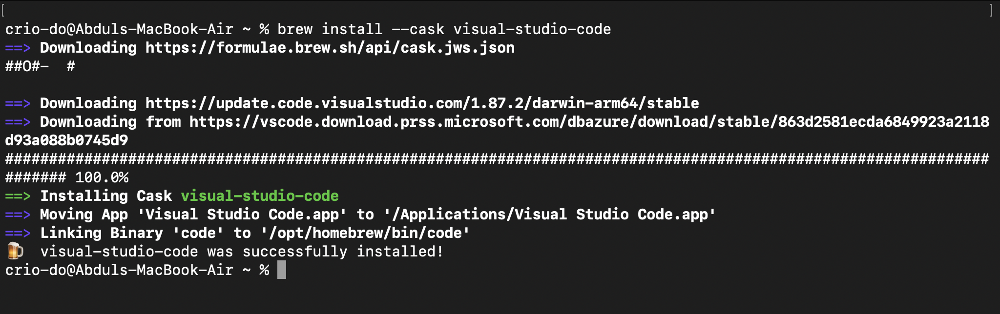 [ ]
crio-do@Abduls-MacBook-Air ~ % brew install --cask visual-studio-code
==> Downloading https://formulae.brew.sh/api/cask.jws.json
##O#-  #
==> Downloading https://update.code.visualstudio.com/1.87.2/darwin-arm64/stable
==> Downloading from https://vscode.download.prss.microsoft.com/dbazure/download/stable/863d2581ecda6849923a2118
d93a088b0745d9
################################################################################################################
####### 100.0%
==> Installing Cask visual-studio-code
==> Moving App 'Visual Studio Code.app' to '/Applications/Visual Studio Code.app'
==> Linking Binary 'code' to '/opt/homebrew/bin/code'
🍺  visual-studio-code was successfully installed!
crio-do@Abduls-MacBook-Air ~ %